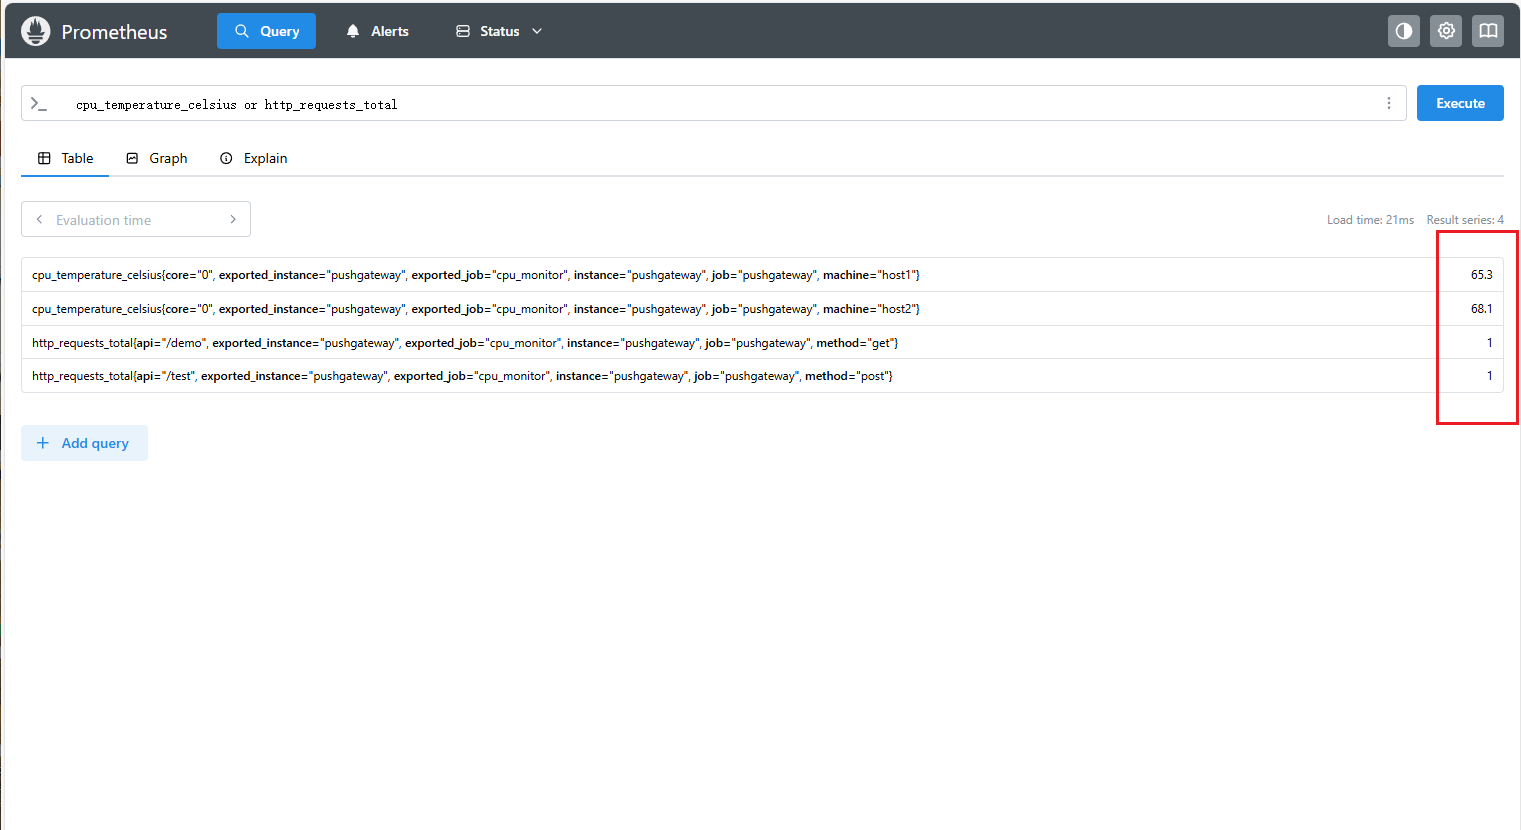 Prometheus Query Alerts Status
cpu_temperature_celsius or http_requests_total Execute
Table Graph Explain
Evaluation time Load time: 21ms Result series: 4
cpu_temperature_celsius{core="0", exported_instance="pushgateway", exported_job="cpu_monitor", instance="pushgateway", job="pushgateway", machine="host1"} 65.3
cpu_temperature_celsius{core="0", exported_instance="pushgateway", exported_job="cpu_monitor", instance="pushgateway", job="pushgateway", machine="host2"} 68.1
http_requests_total{api="/demo", exported_instance="pushgateway", exported_job="cpu_monitor", instance="pushgateway", job="pushgateway", method="get"} 1
http_requests_total{api="/test", exported_instance="pushgateway", exported_job="cpu_monitor", instance="pushgateway", job="pushgateway", method="post"} 1
Add query